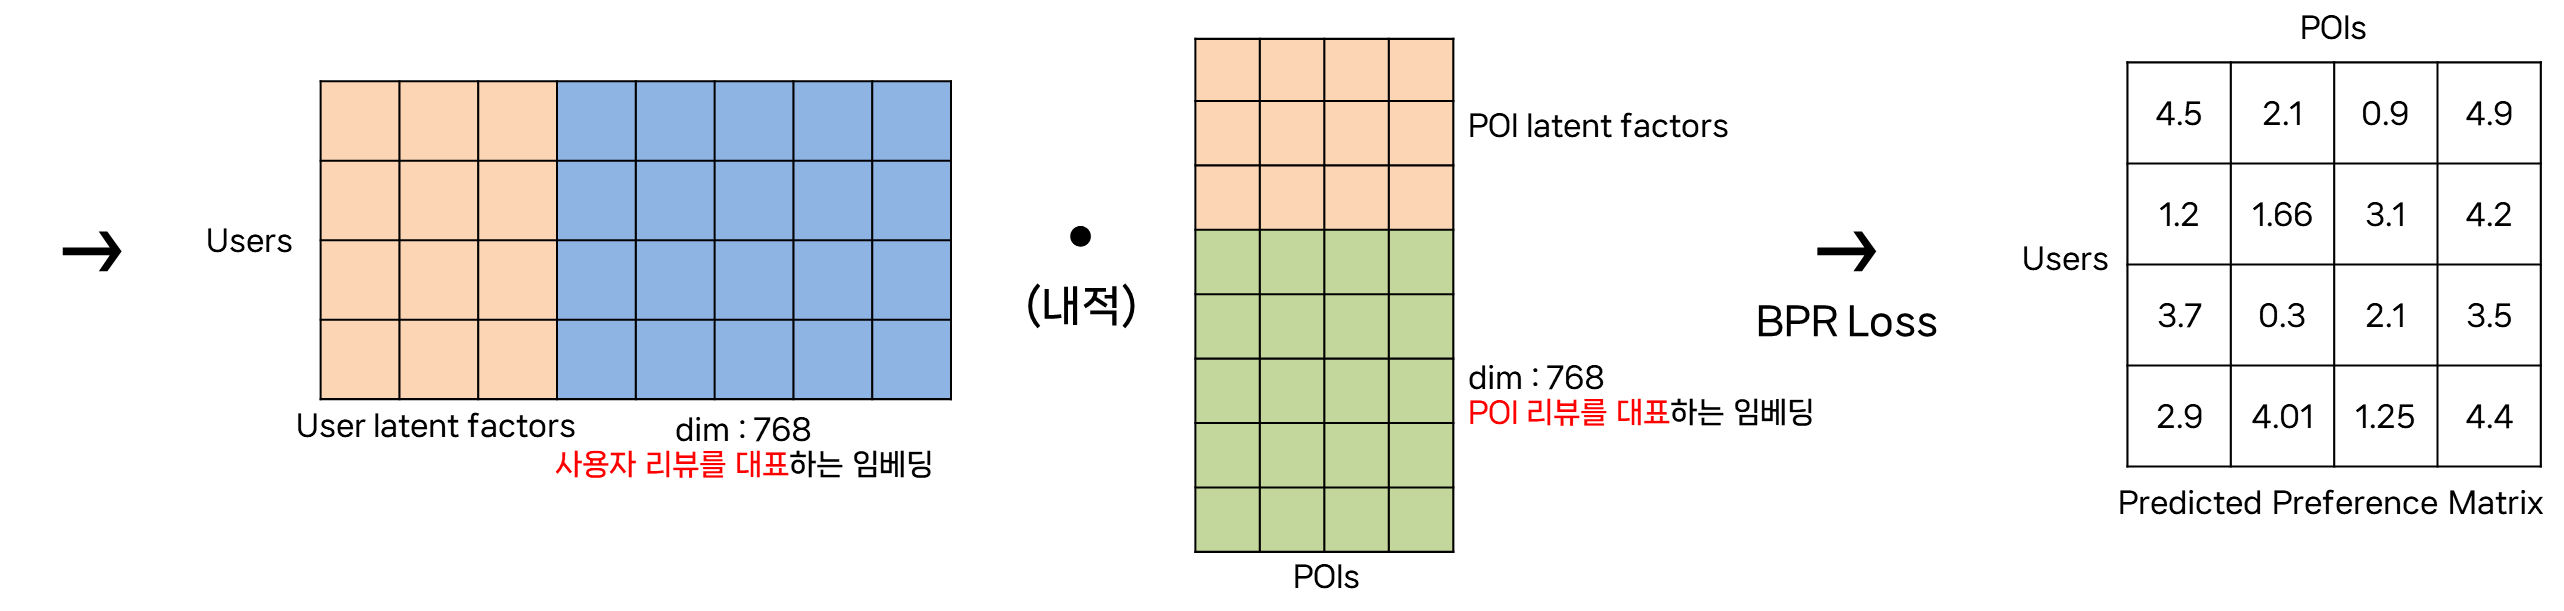 Users
User latent factors
dim : 768
사용자 리뷰를 대표하는 임베딩
(내적)
POI latent factors
dim : 768
POI 리뷰를 대표하는 임베딩
POIs
BPR Loss
POIs
Users
4.5 2.1 0.9 4.9
1.2 1.66 3.1 4.2
3.7 0.3 2.1 3.5
2.9 4.01 1.25 4.4
Predicted Preference Matrix